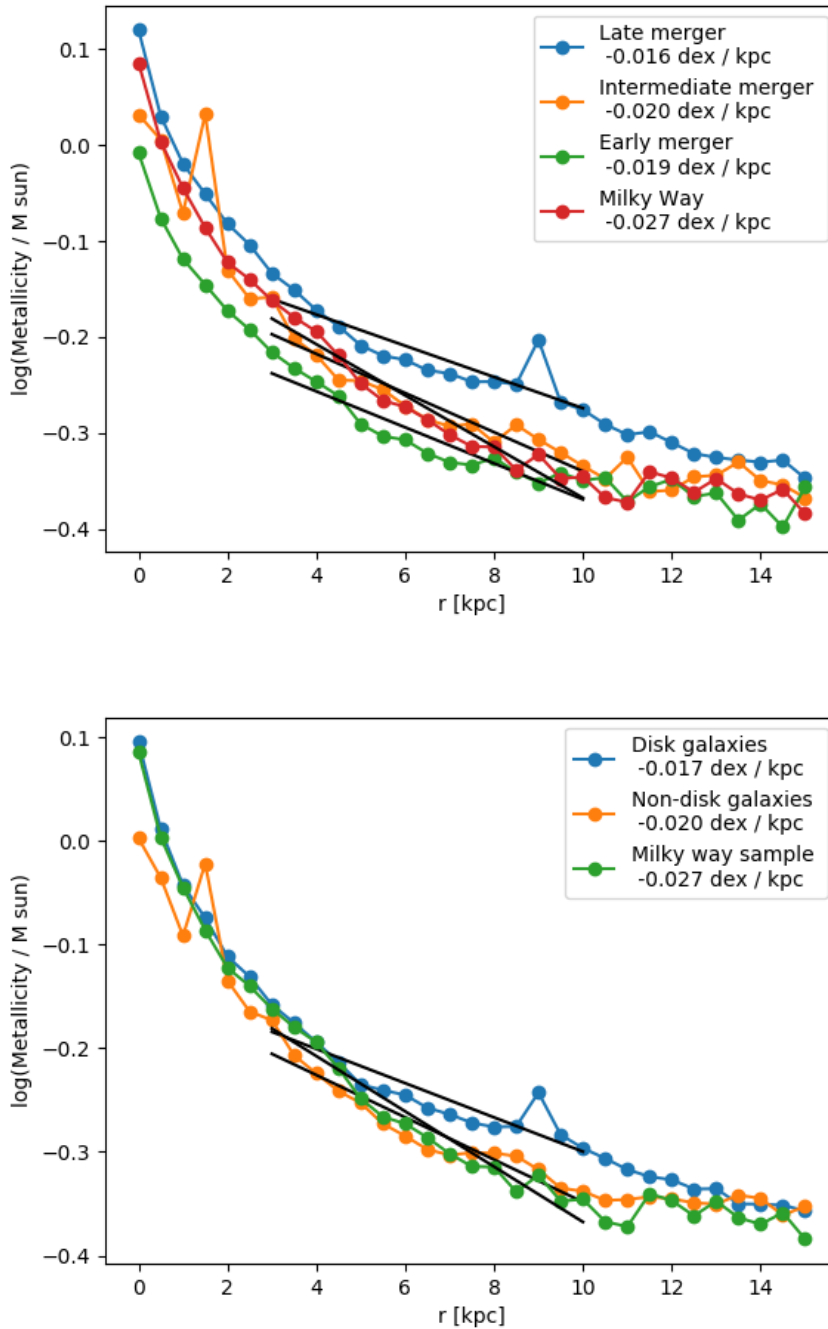 Late merger
-0.016 dex / kpc
Intermediate merger
-0.020 dex / kpc
Early merger
-0.019 dex / kpc
Milky Way
-0.027 dex / kpc
log(Metallicity / M sun)
0.1
0.0
−0.1
−0.2
−0.3
−0.4
0 2 4 6 8 10 12 14
r [kpc]
Disk galaxies
-0.017 dex / kpc
Non-disk galaxies
-0.020 dex / kpc
Milky way sample
-0.027 dex / kpc
log(Metallicity / M sun)
0.1
0.0
−0.1
−0.2
−0.3
−0.4
0 2 4 6 8 10 12 14
r [kpc]